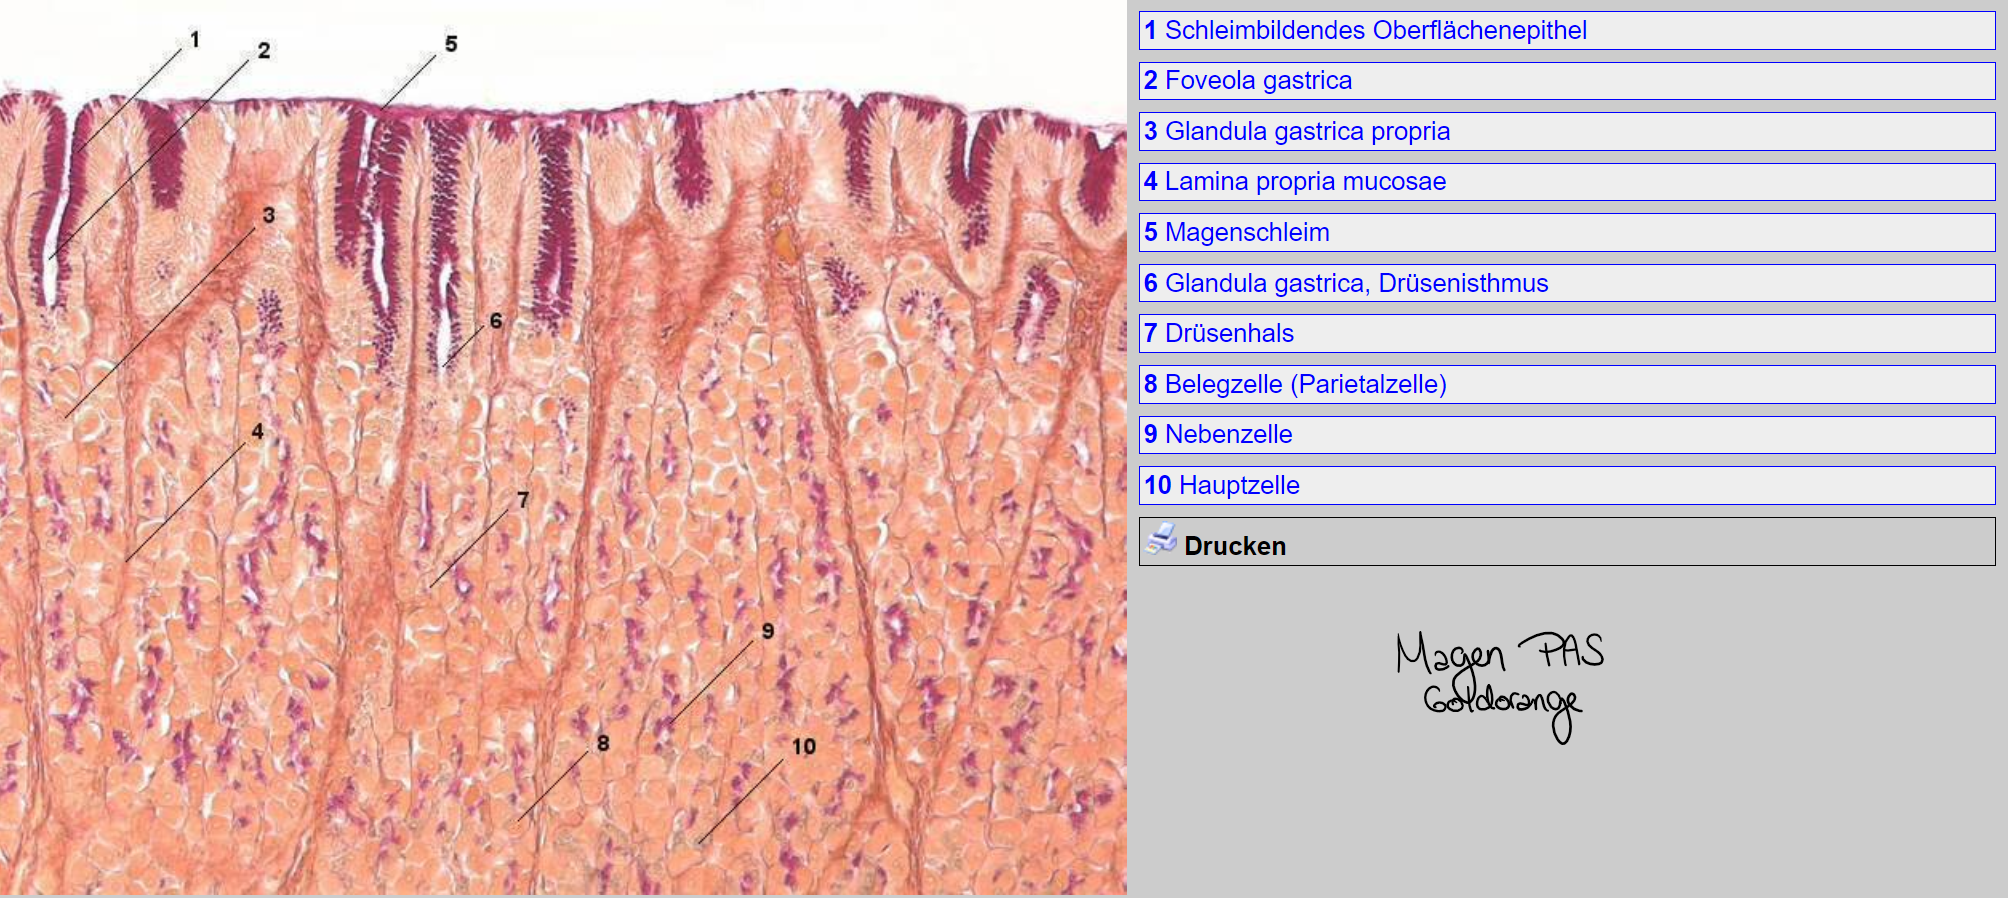 1
2
5
3
6
4
7
9
8
10
1 Schleimbildendes Oberflächenepithel
2 Foveola gastrica
3 Glandula gastrica propria
4 Lamina propria mucosae
5 Magenschleim
6 Glandula gastrica, Drüsenisthmus
7 Drüsenhals
8 Belegzelle (Parietalzelle)
9 Nebenzelle
10 Hauptzelle
Drucken
Magen PAS
Goldorange